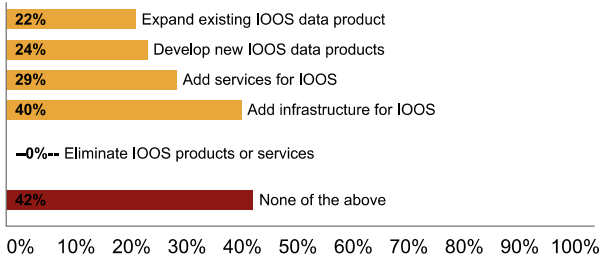 22% Expand existing IOOS data product
24% Develop new IOOS data products
29% Add services for IOOS
40% Add infrastructure for IOOS
–0%-- Eliminate IOOS products or services
42% None of the above
0% 10% 20% 30% 40% 50% 60% 70% 80% 90% 100%